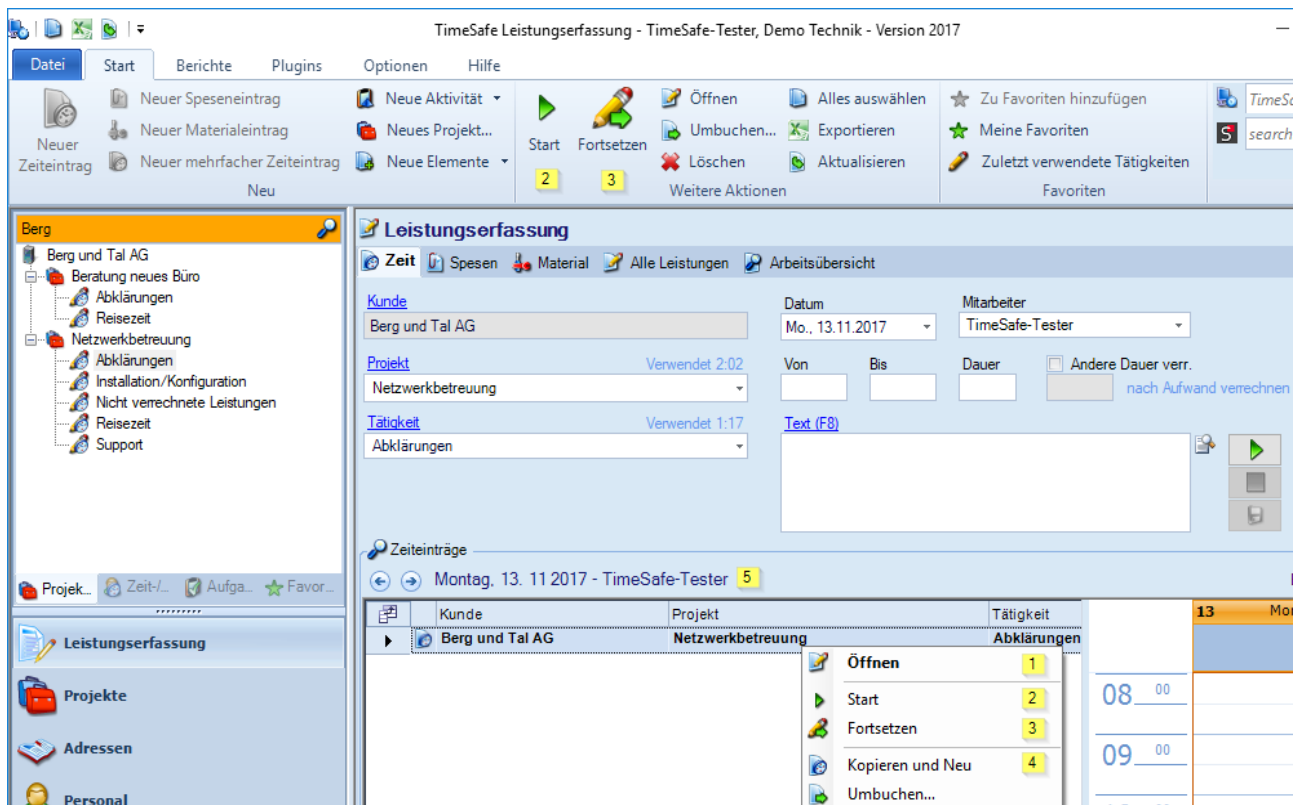 TimeSafe Leistungserfassung - TimeSafe-Tester, Demo Technik - Version 2017
Datei Start Berichte Plugins Optionen Hilfe
Neuer Zeiteintrag
Neuer Speseneintrag
Neuer Materialeintrag
Neuer mehrfacher Zeiteintrag
Neue Aktivität
Neues Projekt...
Neue Elemente
Neu
Start
2
Fortsetzen
3
Öffnen
Umbuchen...
Löschen
Alles auswählen
Exportieren
Aktualisieren
Weitere Aktionen
Zu Favoriten hinzufügen
Meine Favoriten
Zuletzt verwendete Tätigkeiten
Favoriten
search
Berg
Berg und Tal AG
Beratung neues Büro
Abklärungen
Reisezeit
Netzwerkbetreuung
Abklärungen
Installation/Konfiguration
Nicht verrechnete Leistungen
Reisezeit
Support
Projek... Zeit-/... Aufga... Favor...
Leistungserfassung
Projekte
Adressen
Personal
Leistungserfassung
Zeit Spesen Material Alle Leistungen Arbeitsübersicht
Kunde Datum Mitarbeiter
Berg und Tal AG Mo., 13.11.2017 TimeSafe-Tester
Projekt Verwendet 2:02 Von Bis Dauer Andere Dauer verr.
Netzwerkbetreuung nach Aufwand verrechnen
Tätigkeit Verwendet 1:17 Text (F8)
Abklärungen
Zeiteinträge
Montag, 13. 11 2017 - TimeSafe-Tester 5
Kunde Projekt Tätigkeit 13
Berg und Tal AG Netzwerkbetreuung Abklärungen
Öffnen 1
Start 2
Fortsetzen 3
Kopieren und Neu 4
Umbuchen...
08 00
09 00